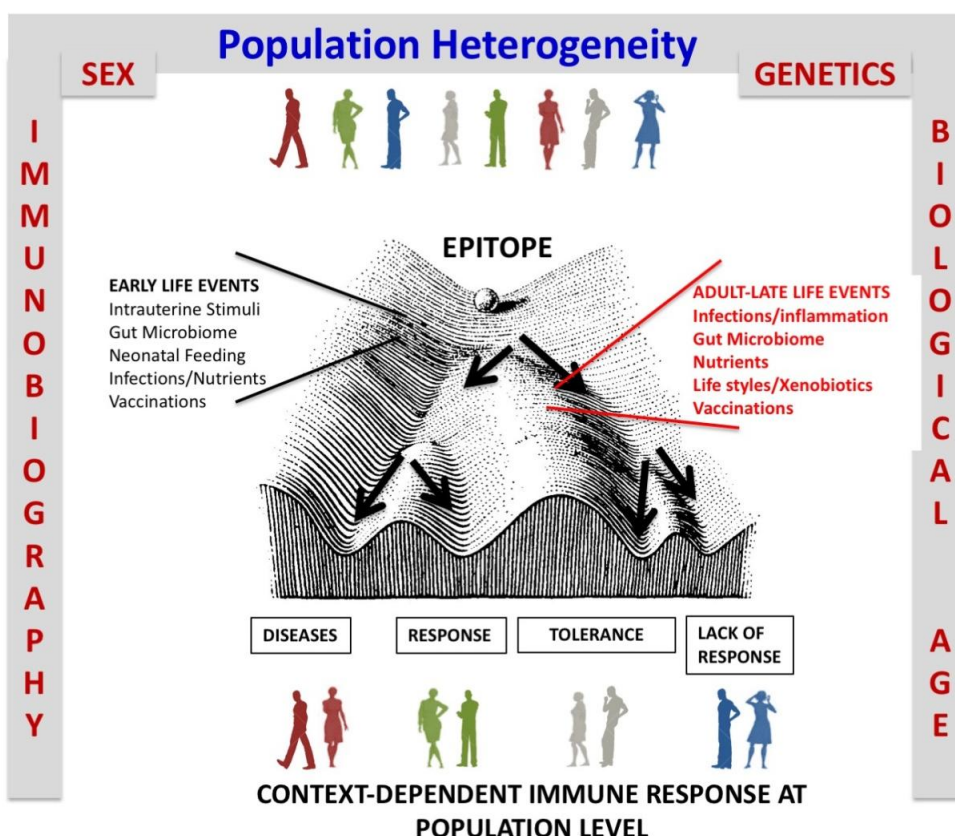 Population Heterogeneity
SEX
GENETICS
IMMUNOBIOGRAPHY
BIOLOGICAL AGE
EPITOPE
EARLY LIFE EVENTS
Intrauterine Stimuli
Gut Microbiome
Neonatal Feeding
Infections/Nutrients
Vaccinations
ADULT-LATE LIFE EVENTS
Infections/inflammation
Gut Microbiome
Nutrients
Life styles/Xenobiotics
Vaccinations
DISEASES
RESPONSE
TOLERANCE
LACK OF
RESPONSE
CONTEXT-DEPENDENT IMMUNE RESPONSE AT
POPULATION LEVEL